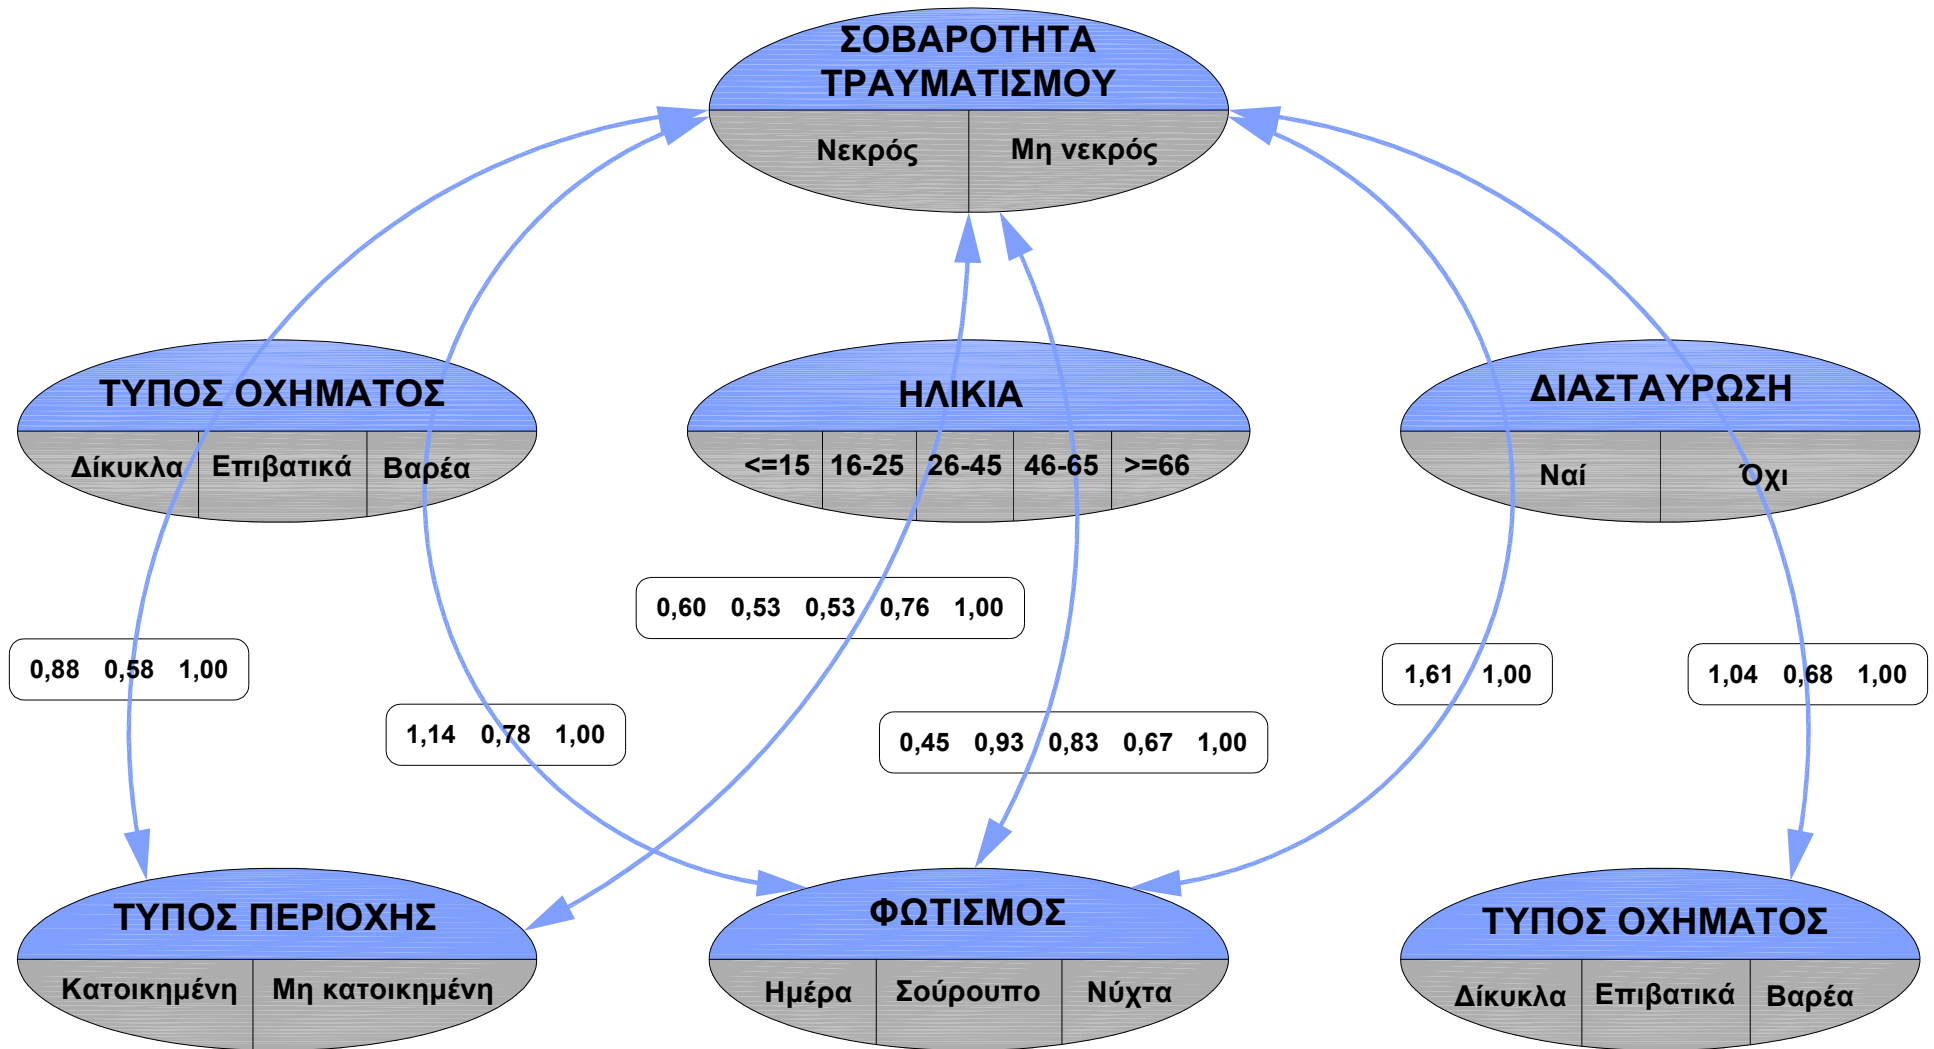 ΣΟΒΑΡΟΤΗΤΑ
ΤΡΑΥΜΑΤΙΣΜΟΥ
Νεκρός Μη νεκρός
ΤΥΠΟΣ ΟΧΗΜΑΤΟΣ
Δίκυκλα Επιβατικά Βαρέα
ΗΛΙΚΙΑ
<=15 16-25 26-45 46-65 >=66
ΔΙΑΣΤΑΥΡΩΣΗ
Ναί Όχι
0,60 0,53 0,53 0,76 1,00
0,88 0,58 1,00
1,61 1,00
1,04 0,68 1,00
1,14 0,78 1,00
0,45 0,93 0,83 0,67 1,00
ΤΥΠΟΣ ΠΕΡΙΟΧΗΣ
Κατοικημένη Μη κατοικημένη
ΦΩΤΙΣΜΟΣ
Ημέρα Σούρουπο Νύχτα
ΤΥΠΟΣ ΟΧΗΜΑΤΟΣ
Δίκυκλα Επιβατικά Βαρέα